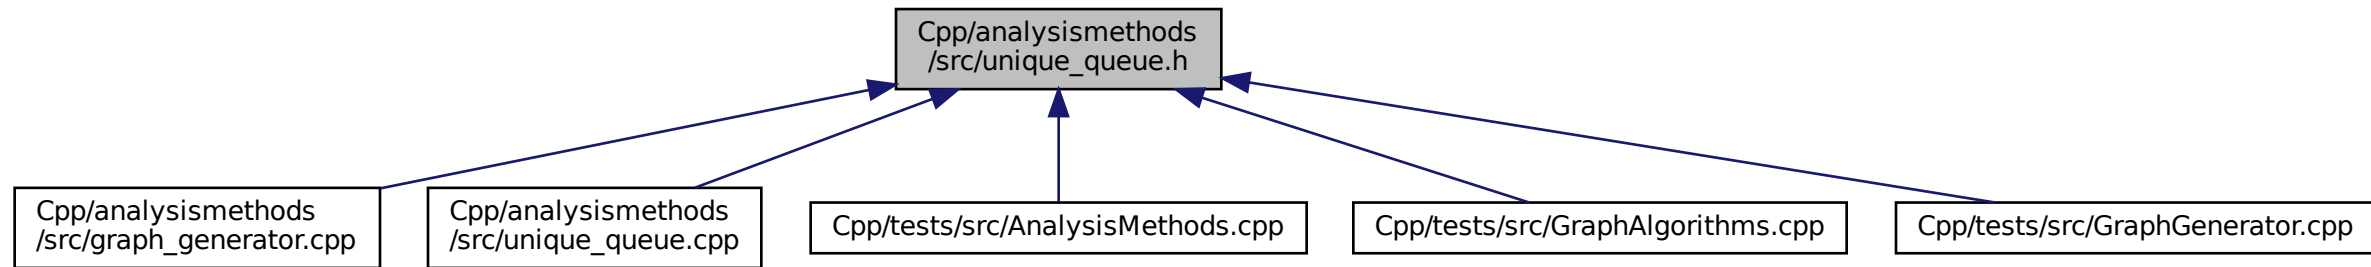 Cpp/analysismethods
/src/unique_queue.h
Cpp/analysismethods
/src/graph_generator.cpp
Cpp/analysismethods
/src/unique_queue.cpp
Cpp/tests/src/AnalysisMethods.cpp
Cpp/tests/src/GraphAlgorithms.cpp
Cpp/tests/src/GraphGenerator.cpp